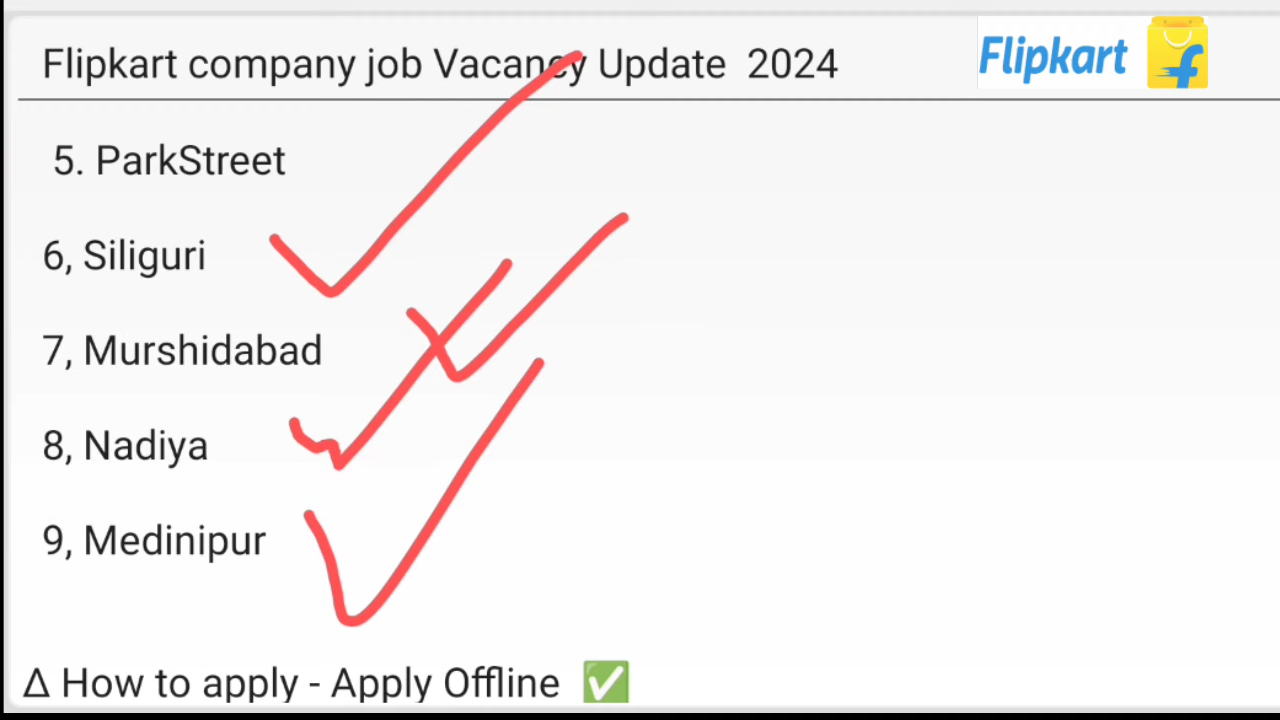 Flipkart company job Vacancy Update 2024
Flipkart
5. ParkStreet
6, Siliguri
7, Murshidabad
8, Nadiya
9, Medinipur
Δ How to apply - Apply Offline ✅